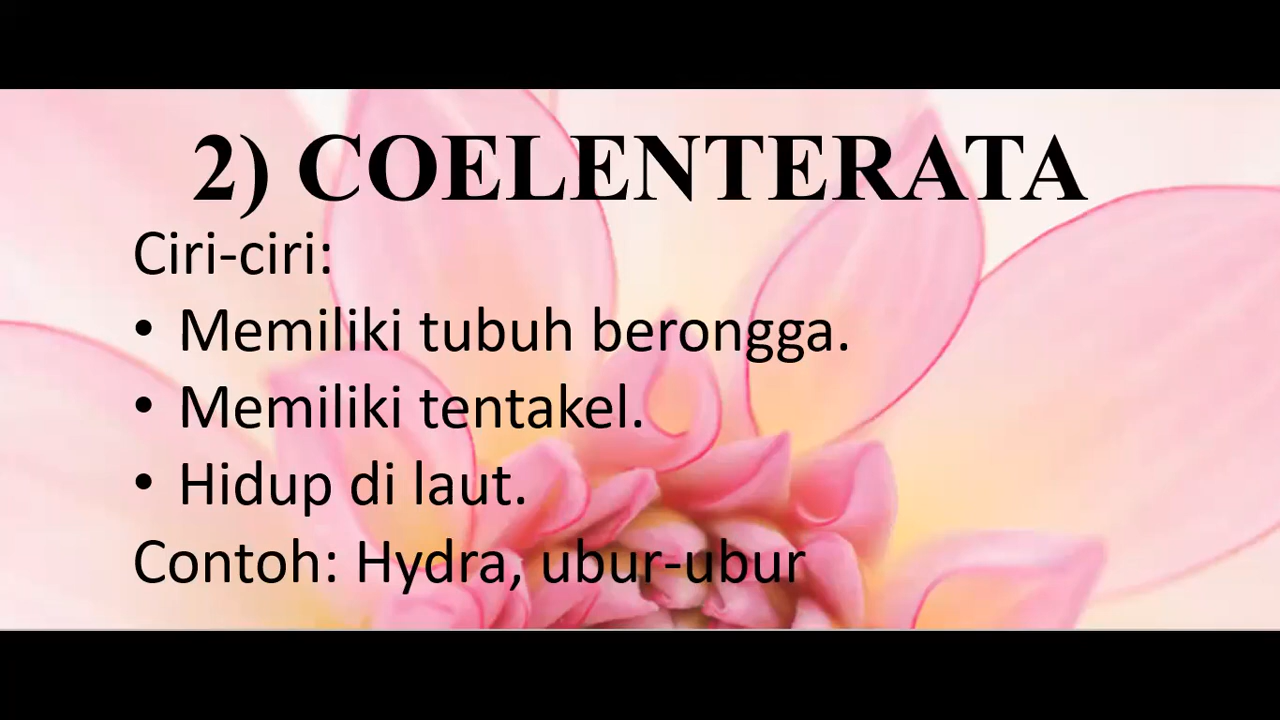 2) COELENTERATA
Ciri-ciri:
• Memiliki tubuh berongga.
• Memiliki tentakel.
• Hidup di laut.
Contoh: Hydra, ubur-ubur